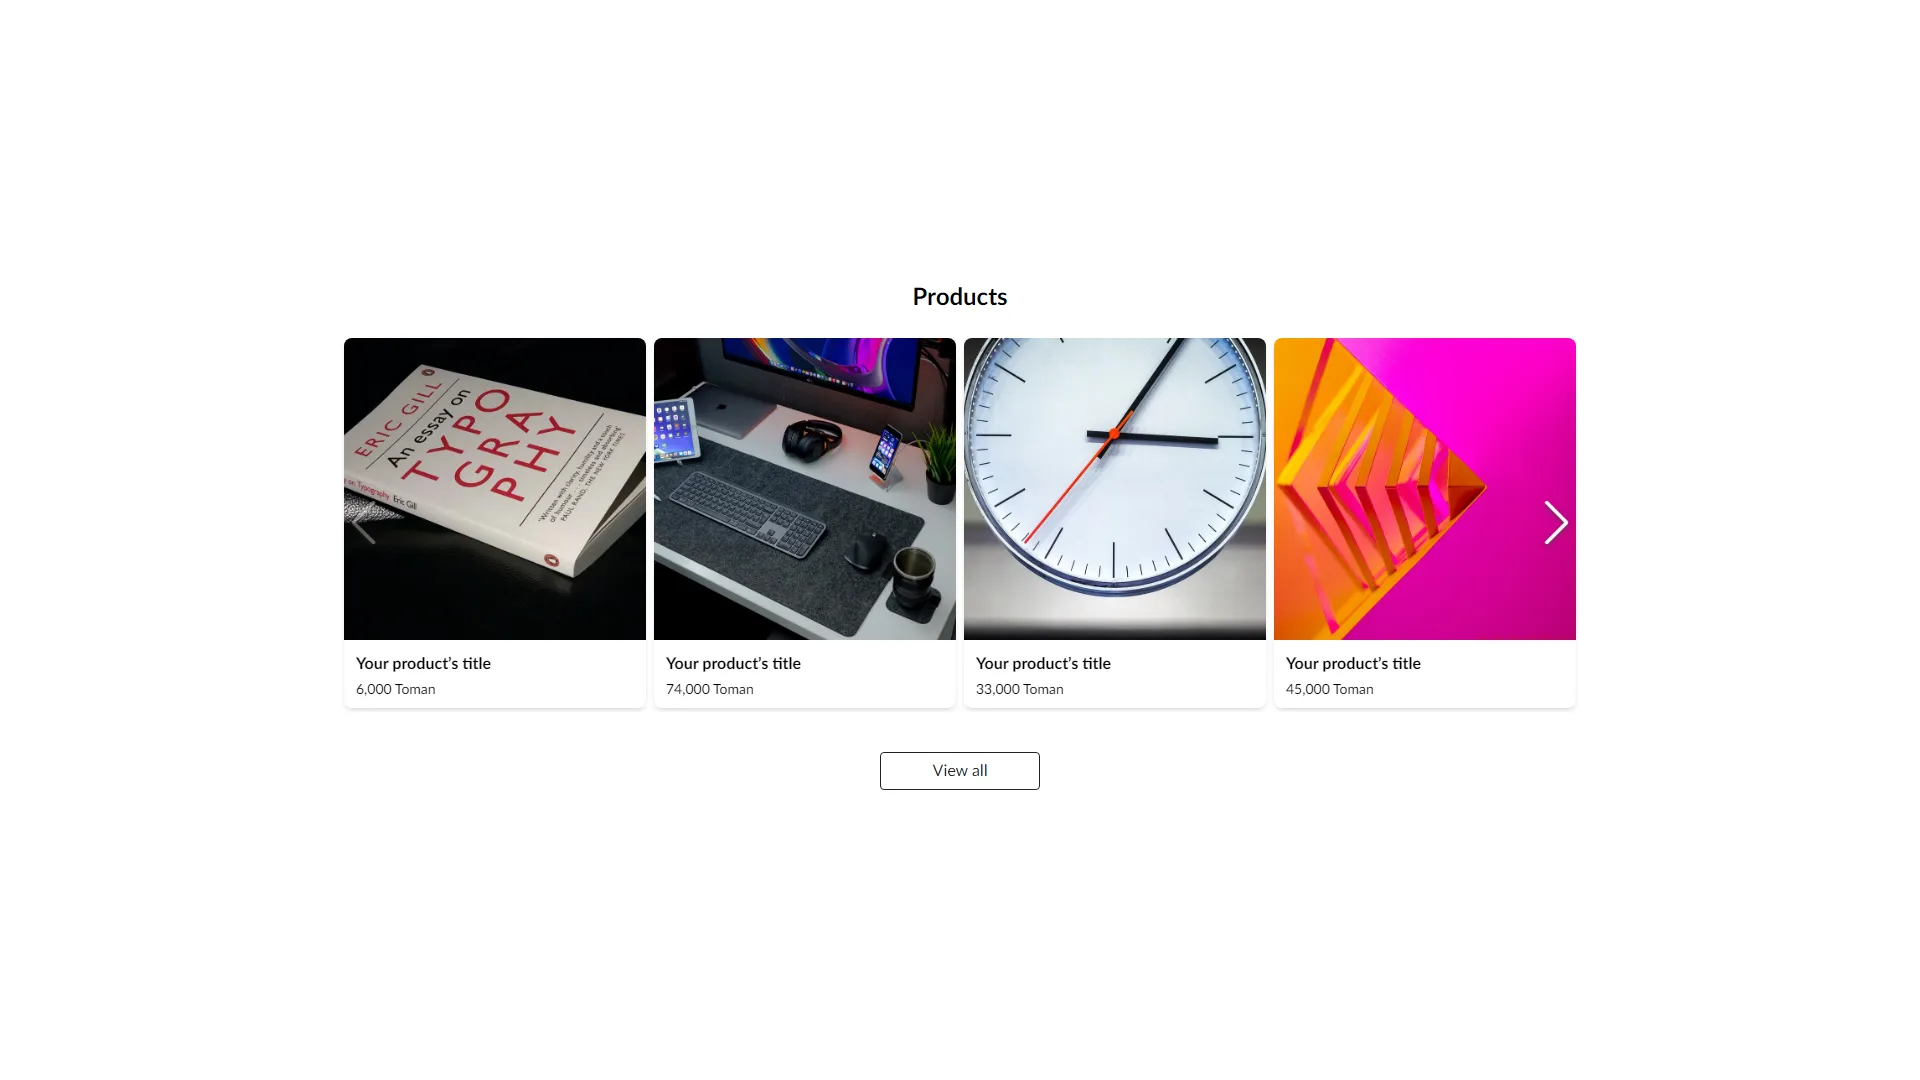 Products
ERIC GILL
An essay on
TYPO
GRA
PHY
'Written with clarity, humility and a touch
of humour . . . timeless and absorbing'
PAUL RAND, THE NEW YORK TIMES
on Typography Eric Gill
Your product's title
6,000 Toman
Your product's title
74,000 Toman
Your product's title
33,000 Toman
Your product's title
45,000 Toman
View all